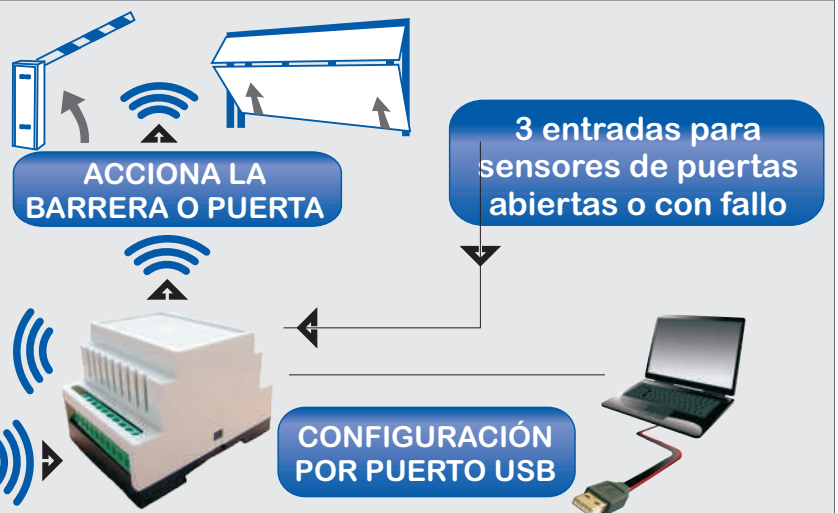 3 entradas para
sensores de puertas
abiertas o con fallo
ACCIONA LA
BARRERA O PUERTA
CONFIGURACIÓN
POR PUERTO USB